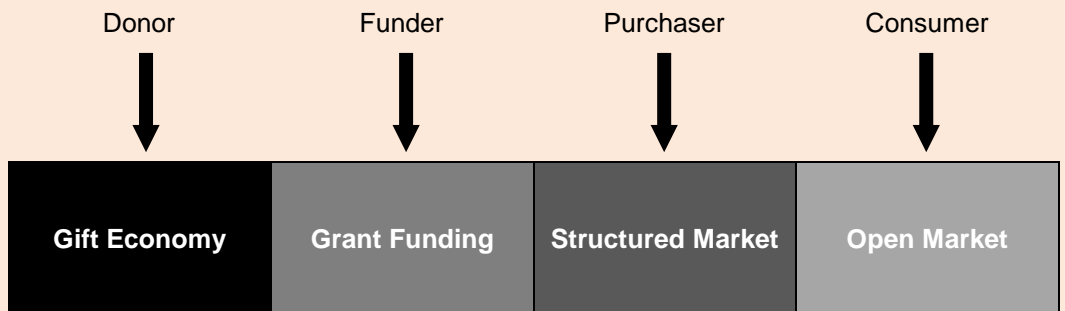 Donor Funder Purchaser Consumer
Gift Economy Grant Funding Structured Market Open Market